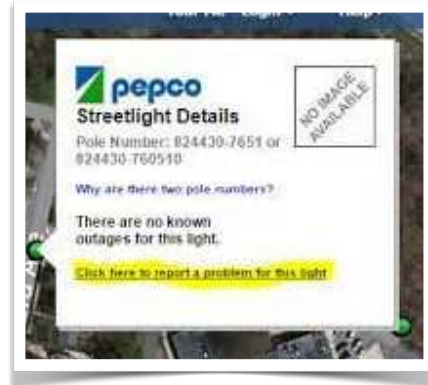 pepco
NO IMAGE
AVAILABLE
Streetlight Details
Pole Number: 824430-7651 or
824430-760510
Why are there two pole numbers?
There are no known
outages for this light.
Click here to report a problem for this light